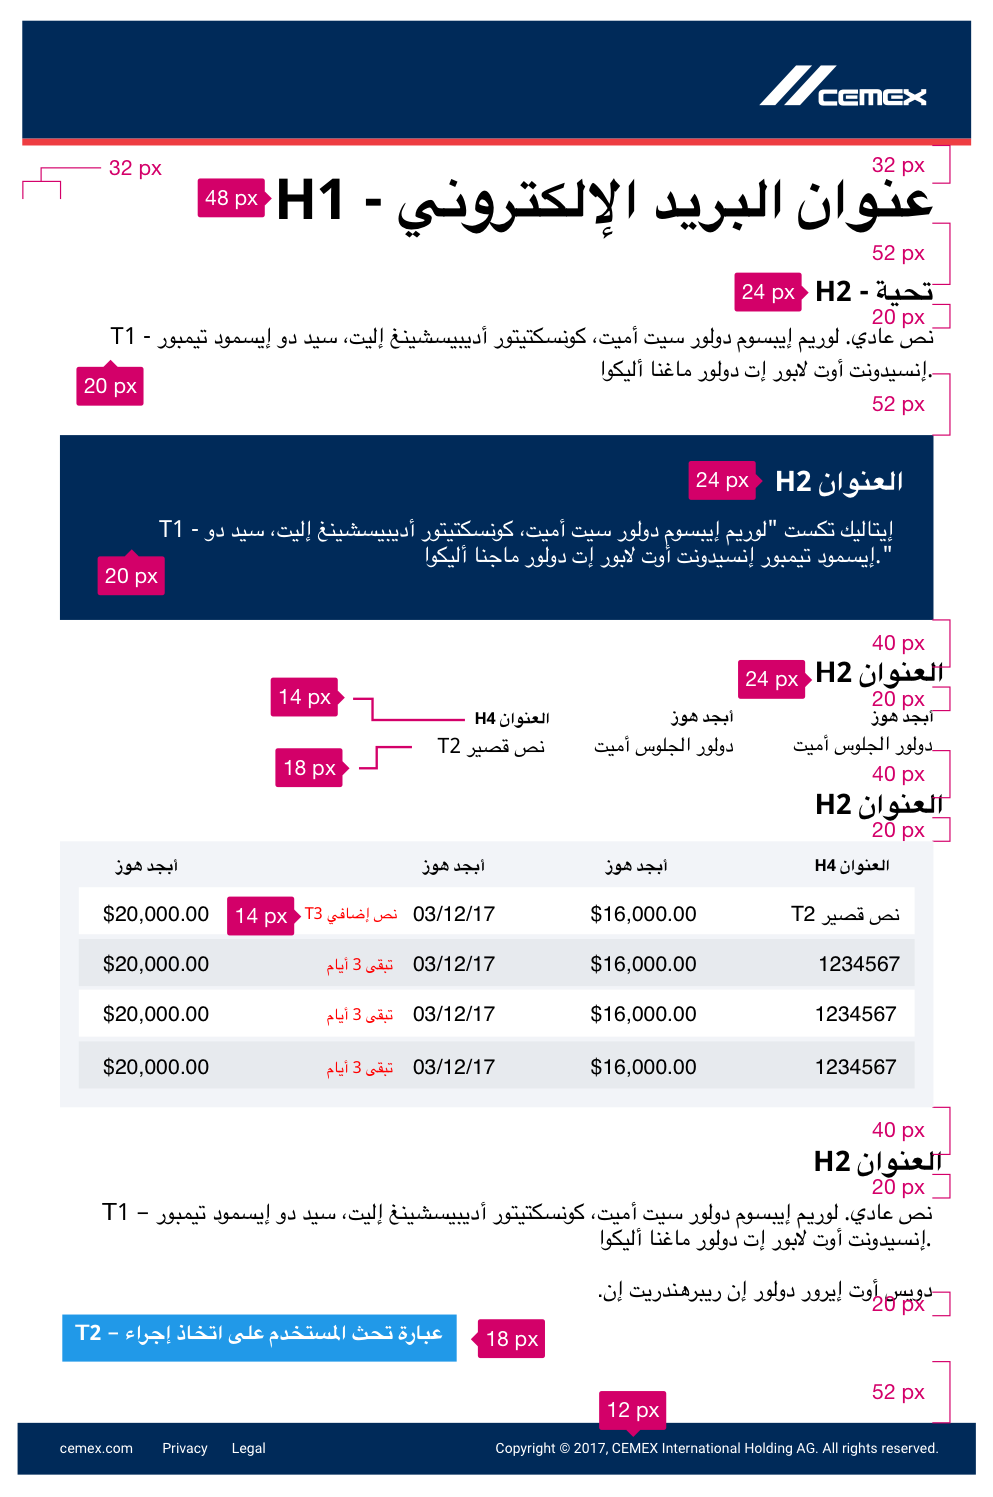 CEMEX
32 px
32 px
عنوان البريد الإلكتروني - H1
48 px
52 px
تحية - H2
24 px
20 px
نص عادي. لوريم إيبسوم دولور سيت أميت، كونسكتيتور أديبيسشينغ إليت، سيد دو إيسمود تيمبور - T1
.إنسيدونت أوت لابور إت دولور ماغنا أليكوا
20 px
52 px
العنوان H2
24 px
إيتاليك تكست "لوريم إيبسوم دولور سيت أميت، كونسكتيتور أديبيسشينغ إليت، سيد دو - T1
".إيسمود تيمبور إنسيدونت أوت لابور إت دولور ماجنا أليكوا
20 px
40 px
العنوان H2
24 px
20 px
أبجد هوز
أبجد هوز
العنوان H4
14 px
دولور الجلوس أميت
دولور الجلوس أميت
نص قصير T2
18 px
40 px
العنوان H2
20 px
العنوان H4
أبجد هوز
أبجد هوز
أبجد هوز
نص قصير T2
$16,000.00
03/12/17
نص إضافي T3
14 px
$20,000.00
1234567
$16,000.00
03/12/17
تبقى 3 أيام
$20,000.00
1234567
$16,000.00
03/12/17
تبقى 3 أيام
$20,000.00
1234567
$16,000.00
03/12/17
تبقى 3 أيام
$20,000.00
40 px
العنوان H2
20 px
نص عادي. لوريم إيبسوم دولور سيت أميت، كونسكتيتور أديبيسشينغ إليت، سيد دو إيسمود تيمبور – T1
.إنسيدونت أوت لابور إت دولور ماغنا أليكوا
دويس أوت إيرور دولور إن ريبرهندريت إن.
20 px
عبارة تحث المستخدم على اتخاذ إجراء – T2
18 px
52 px
12 px
cemex.com Privacy Legal
Copyright © 2017, CEMEX International Holding AG. All rights reserved.